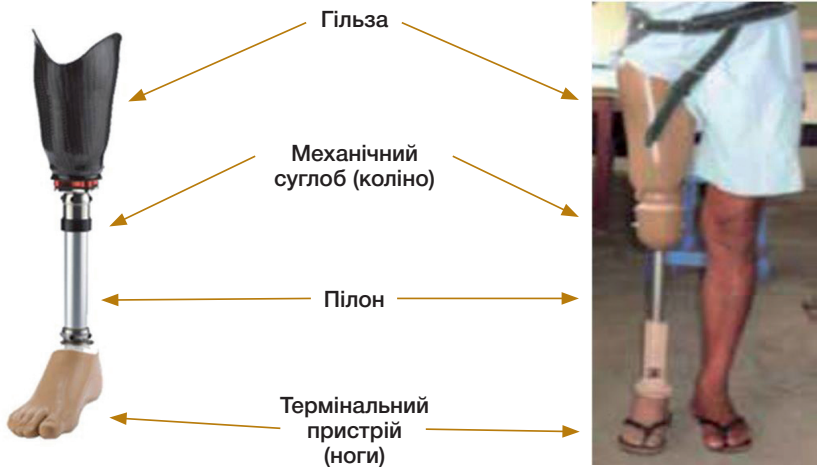 Гільза
Механічний
суглоб (коліно)
Пілон
Термінальний
пристрій
(ноги)